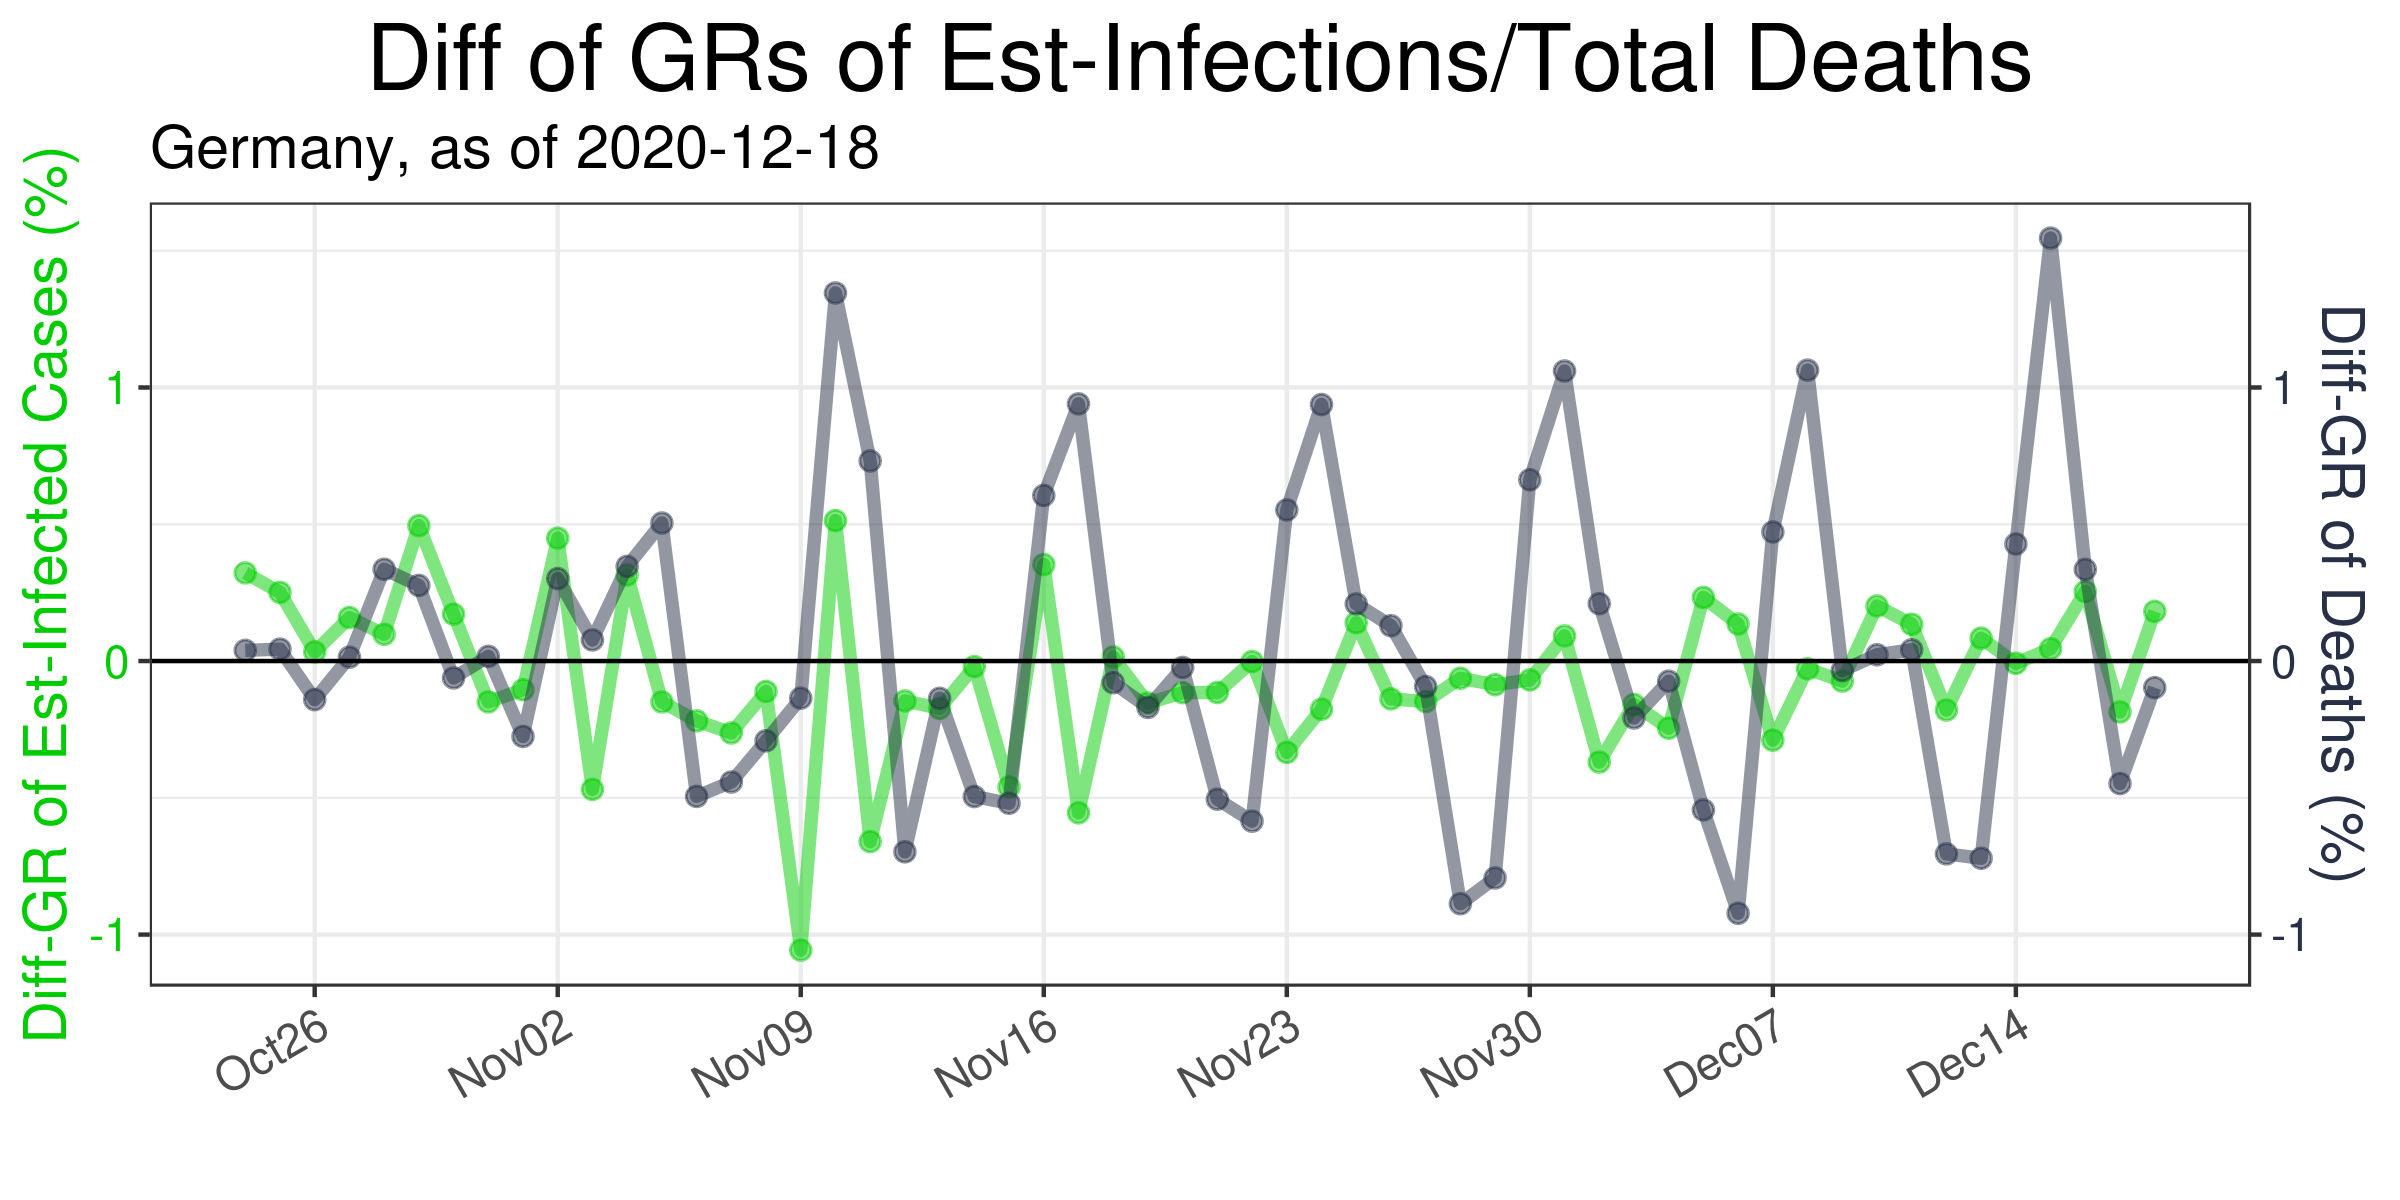 Diff of GRs of Est-Infections/Total Deaths
Germany, as of 2020-12-18
Diff-GR of Est-Infected Cases (%)
1
0
-1
1
0
-1
Diff-GR of Deaths (%)
Oct26
Nov02
Nov09
Nov16
Nov23
Nov30
Dec07
Dec14